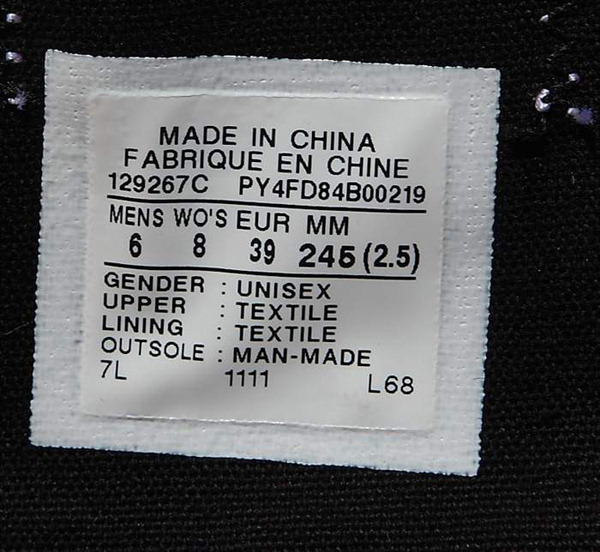 MADE IN CHINA
FABRIQUE EN CHINE
129267C PY4FD84B00219
MENS WO'S EUR MM
6 8 39 245 (2.5)
GENDER : UNISEX
UPPER : TEXTILE
LINING : TEXTILE
OUTSOLE : MAN-MADE
7L 1111 L68